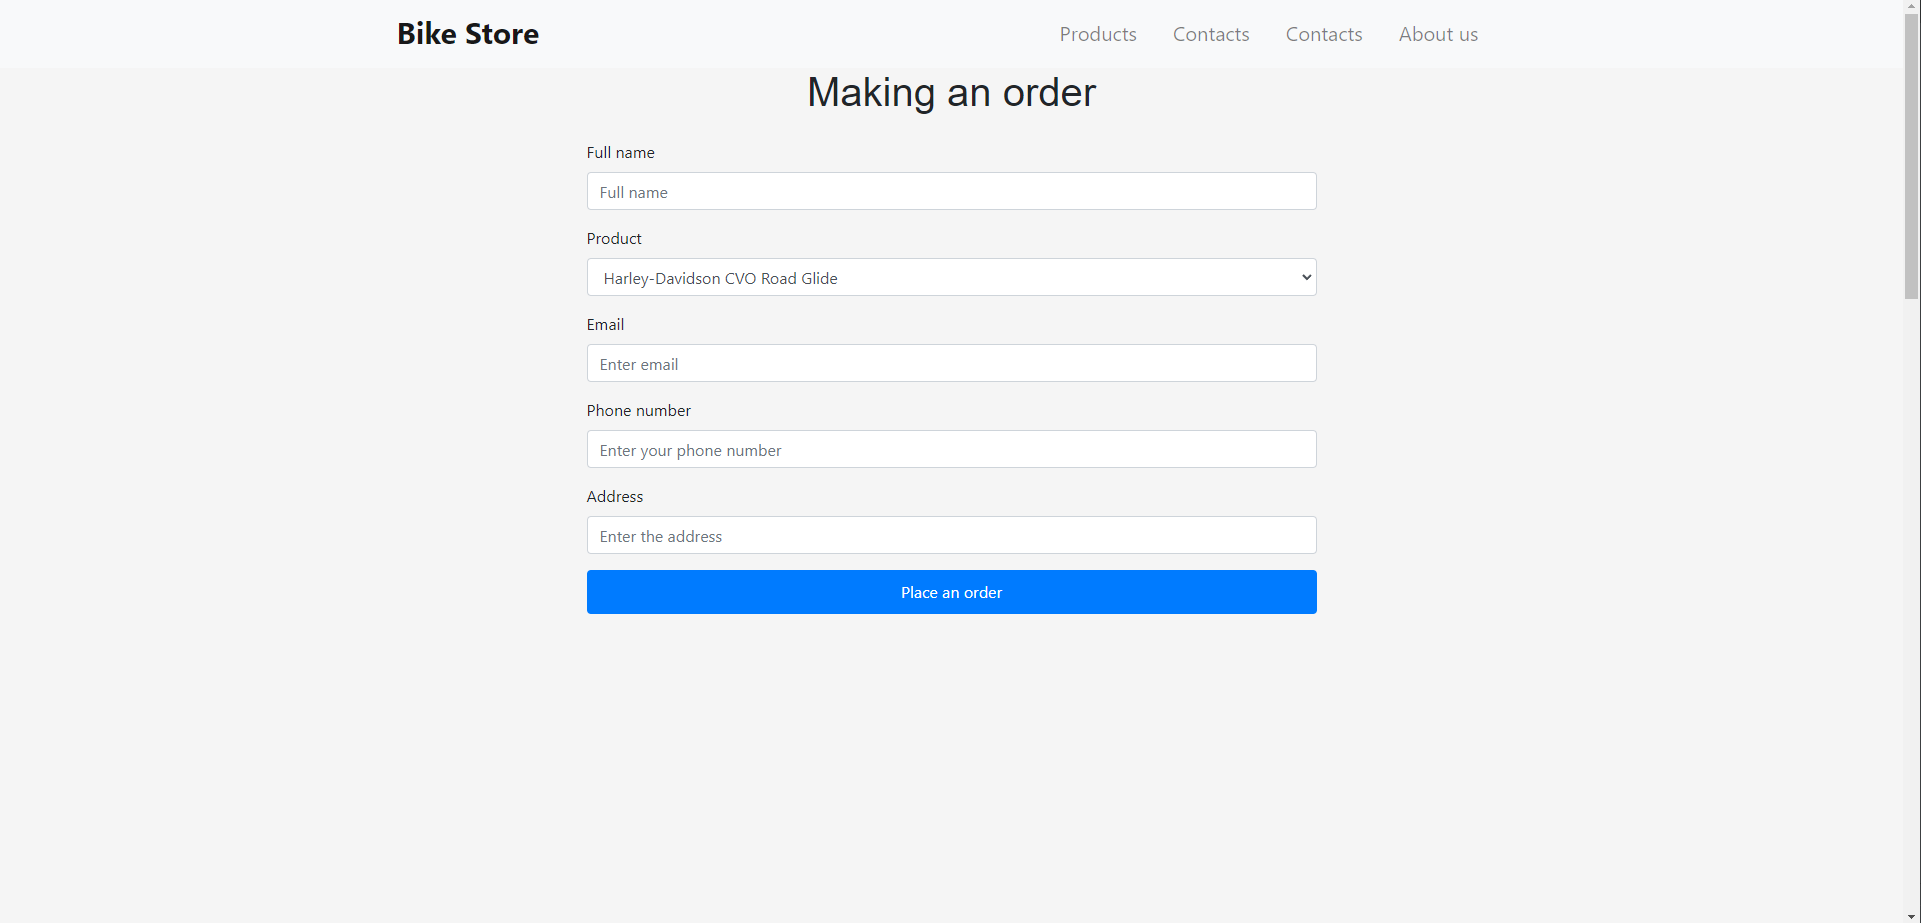 Bike Store Products Contacts Contacts About us
Making an order
Full name
Full name
Product
Harley-Davidson CVO Road Glide
Email
Enter email
Phone number
Enter your phone number
Address
Enter the address
Place an order